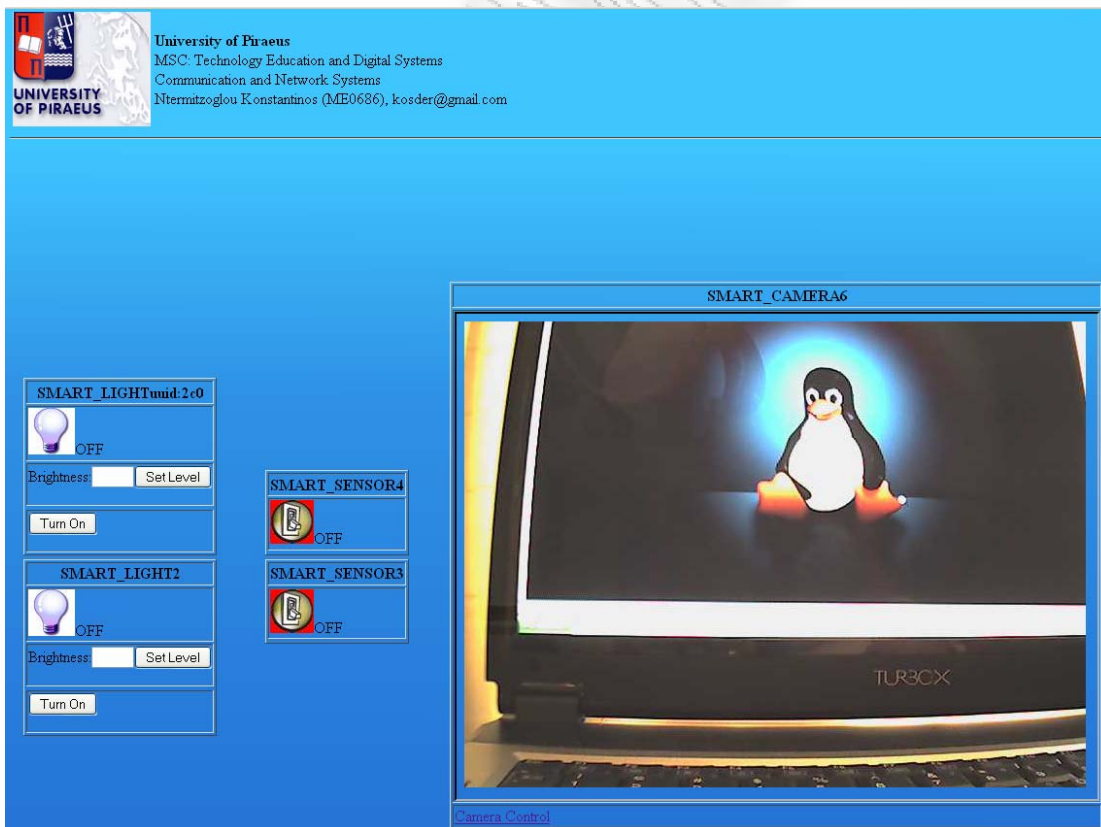 Π
Π
UNIVERSITY
OF PIRAEUS
University of Piraeus
MSC: Technology Education and Digital Systems
Communication and Network Systems
Ntermitzoglou Konstantinos (ME0686), kosder@gmail.com
SMART_LIGHTuuid:2c0
OFF
Brightness: Set Level
Turn On
SMART_LIGHT2
OFF
Brightness: Set Level
Turn On
SMART_SENSOR4
OFF
SMART_SENSOR3
OFF
SMART_CAMERA6
TURBOX
Camera Control